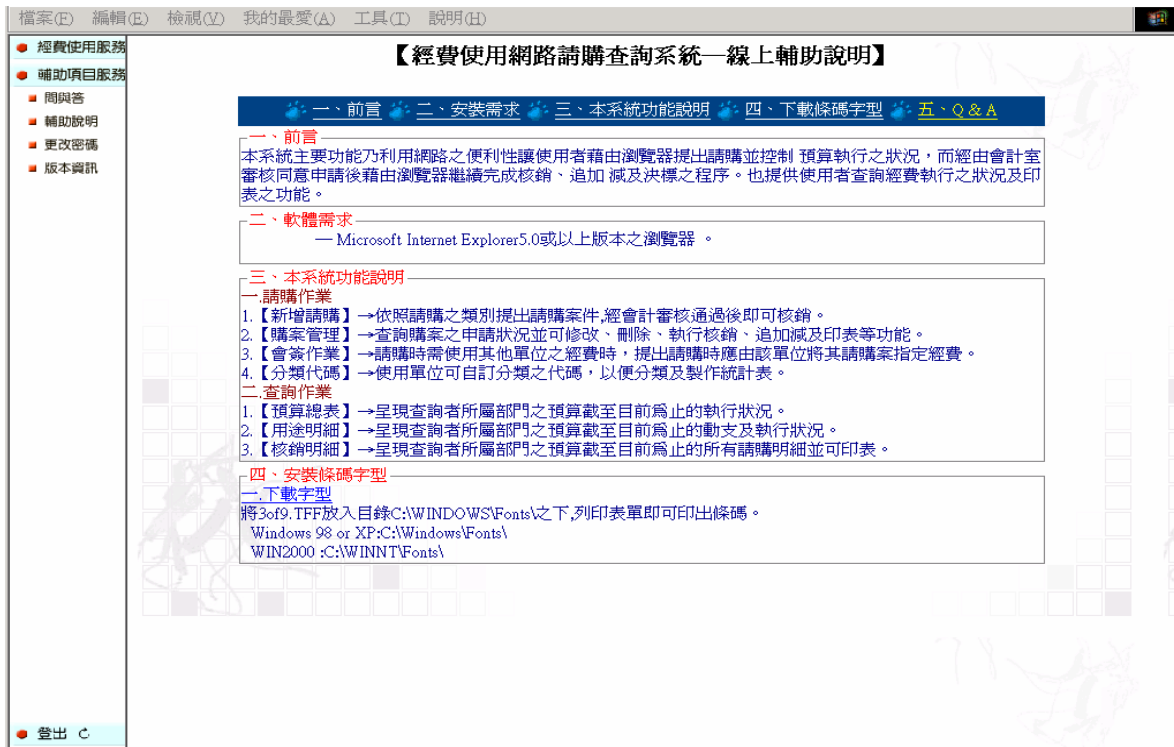 檔案(F) 編輯(E) 檢視(V) 我的最愛(A) 工具(T) 說明(H)
經費使用服務
輔助項目服務
問與答
輔助說明
更改密碼
版本資訊
登出
【經費使用網路請購查詢系統—線上輔助說明】
一、前言 二、安裝需求 三、本系統功能說明 四、下載條碼字型 五、Q & A
一、前言
本系統主要功能乃利用網路之便利性讓使用者藉由瀏覽器提出請購並控制 預算執行之狀況，而經由會計室
審核同意申請後藉由瀏覽器繼續完成核銷、追加 減及決標之程序。也提供使用者查詢經費執行之狀況及印
表之功能。
二、軟體需求
— Microsoft Internet Explorer5.0或以上版本之瀏覽器 。
三、本系統功能說明
一.請購作業
1.【新增請購】→依照請購之類別提出請購案件,經會計審核通過後即可核銷。
2.【購案管理】→查詢購案之申請狀況並可修改、刪除、執行核銷、追加減及印表等功能。
3.【會簽作業】→請購時需使用其他單位之經費時，提出請購時應由該單位將其請購案指定經費。
4.【分類代碼】→使用單位可自訂分類之代碼，以便分類及製作統計表。
二.查詢作業
1.【預算總表】→呈現查詢者所屬部門之預算截至目前為止的執行狀況。
2.【用途明細】→呈現查詢者所屬部門之預算截至目前為止的動支及執行狀況。
3.【核銷明細】→呈現查詢者所屬部門之預算截至目前為止的所有請購明細並可印表。
四、安裝條碼字型
一.下載字型
將3of9.TFF放入目錄C:\WINDOWS\Fonts\之下,列印表單即可印出條碼。
Windows 98 or XP:C:\Windows\Fonts\
WIN2000 :C:\WINNT\Fonts\